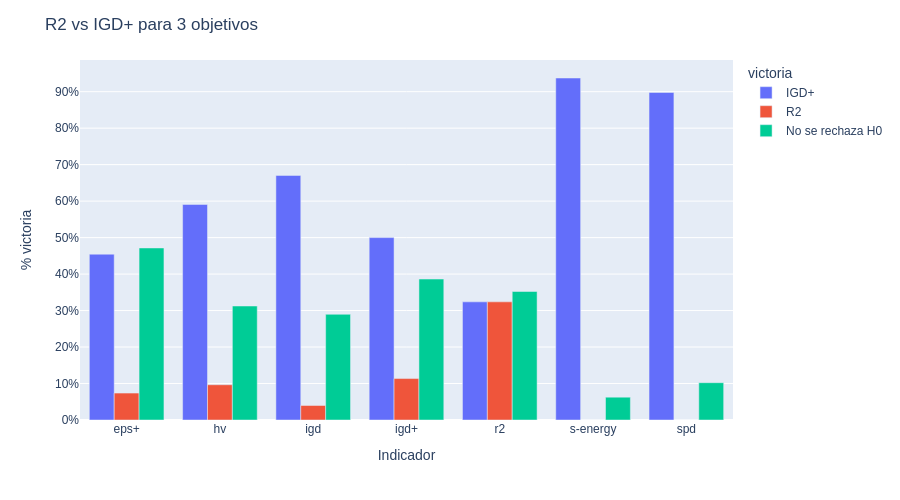 R2 vs IGD+ para 3 objetivos
victoria
IGD+
R2
No se rechaza H0
% victoria
90%
80%
70%
60%
50%
40%
30%
20%
10%
0%
eps+ hv igd igd+ r2 s-energy spd
Indicador